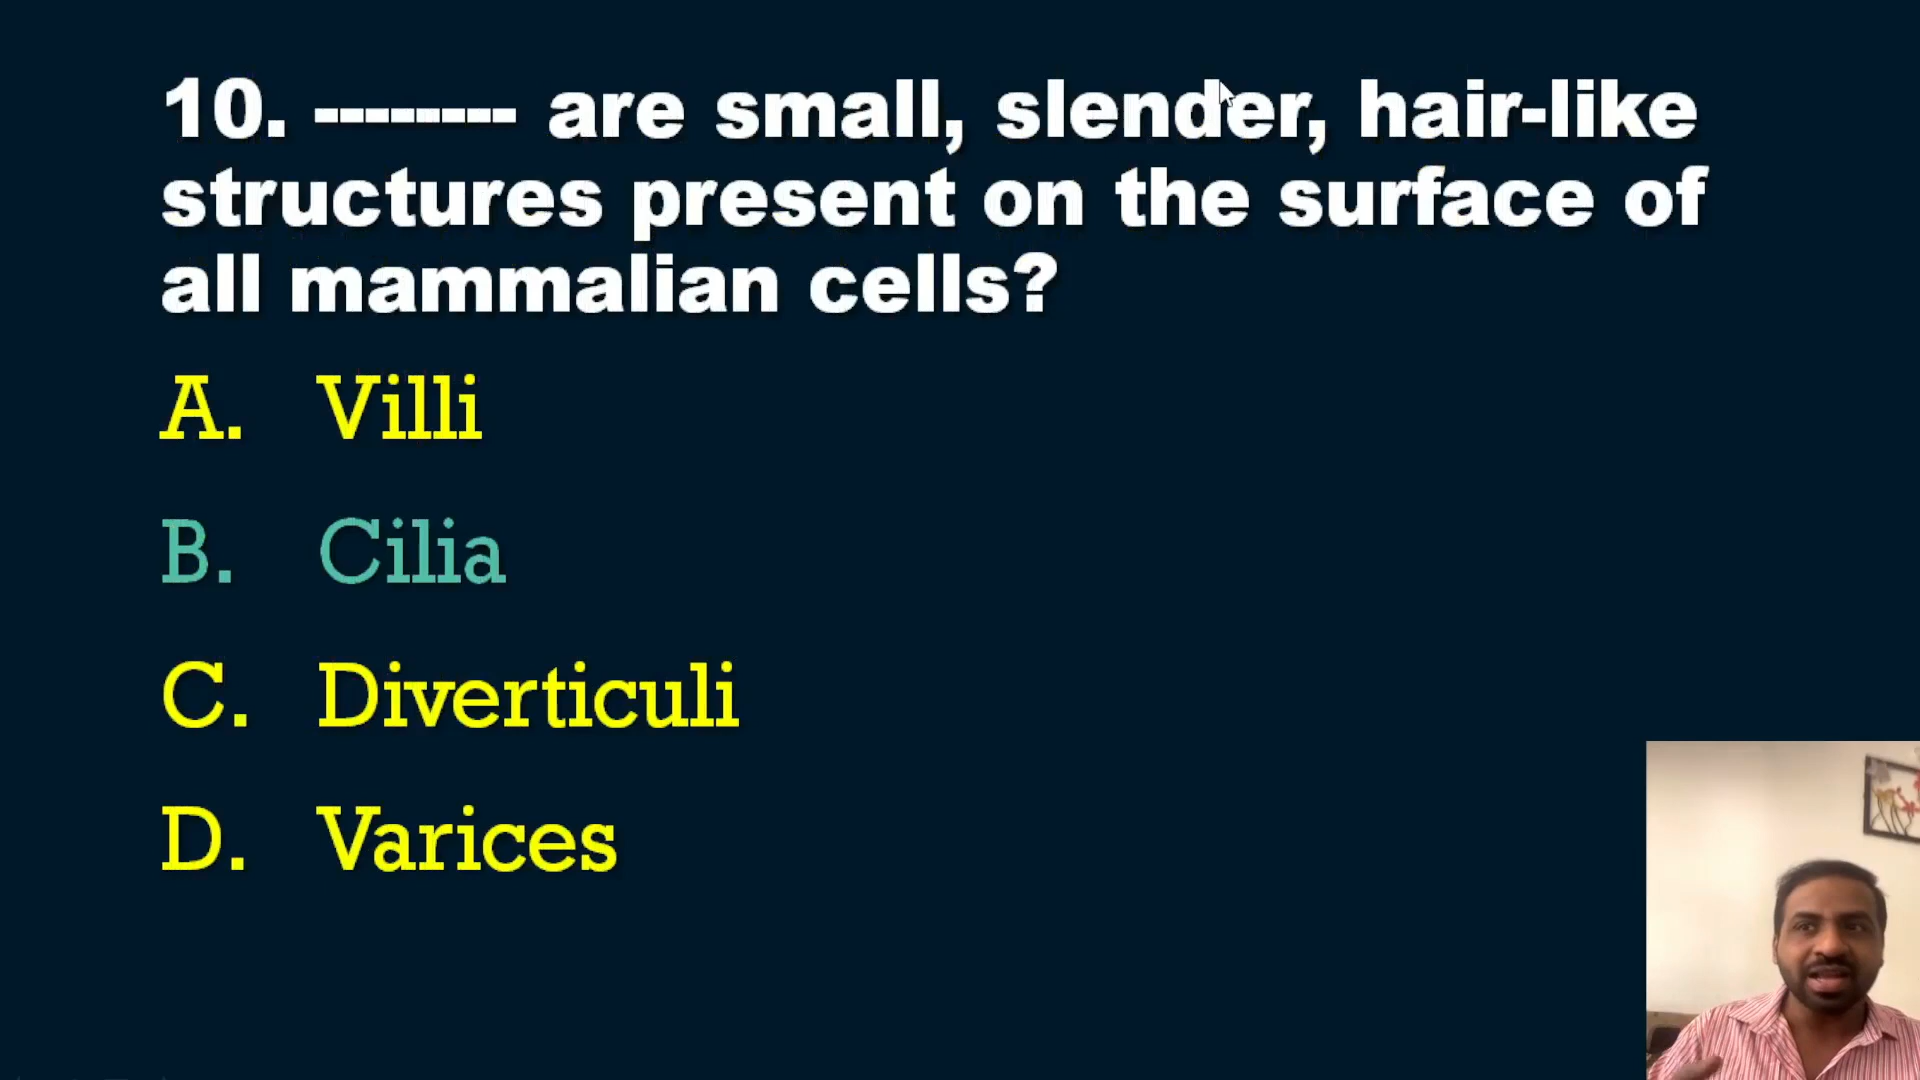 10. -------- are small, slender, hair-like
structures present on the surface of
all mammalian cells?
A. Villi
B. Cilia
C. Diverticuli
D. Varices